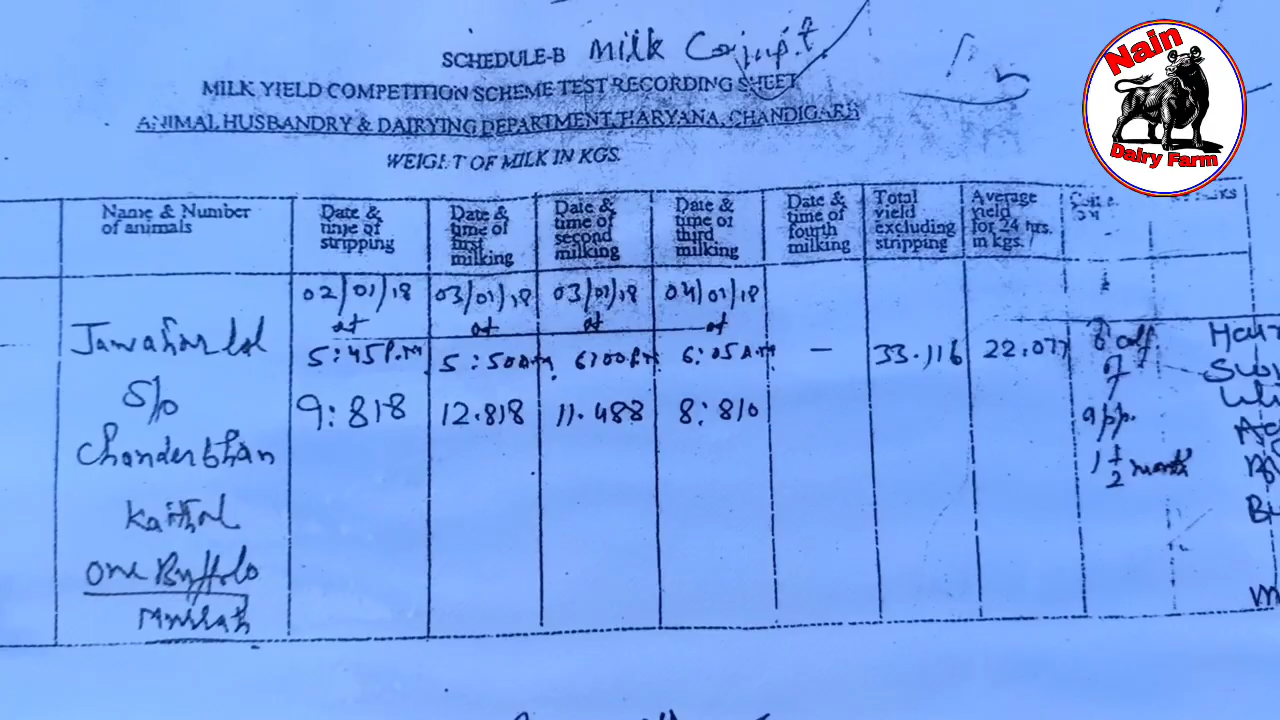 SCHEDULE-B Milk
MILK YIELD COMPETITION SCHEME TEST RECORDING SHEET
ANIMAL HUSBANDRY & DAIRYING DEPARTMENT, HARYANA, CHANDIGARH
WEIGHT OF MILK IN KGS.
Nain
Dairy Farm
Name & Number
of animals
Date &
time of
stripping
Date &
time of
first
milking
Date &
time of
second
milking
Date &
time of
third
milking
Date &
time of
fourth
milking
Total
yield
excluding
stripping
Average
yield
for 24 hrs.
in kgs.
02/01/18 03/01/18 03/01/18 04/01/18
at at at at
Jawahar Lal 5:45 P.M 5:50 A.M. 6:00 P.M 6:05 A.M. — 33.116 22.077
S/o 9:818 12.818 11.488 8:810
Chanderbhan
app.
1 1/2 month
Kaithal
One Buffalo
Murrah